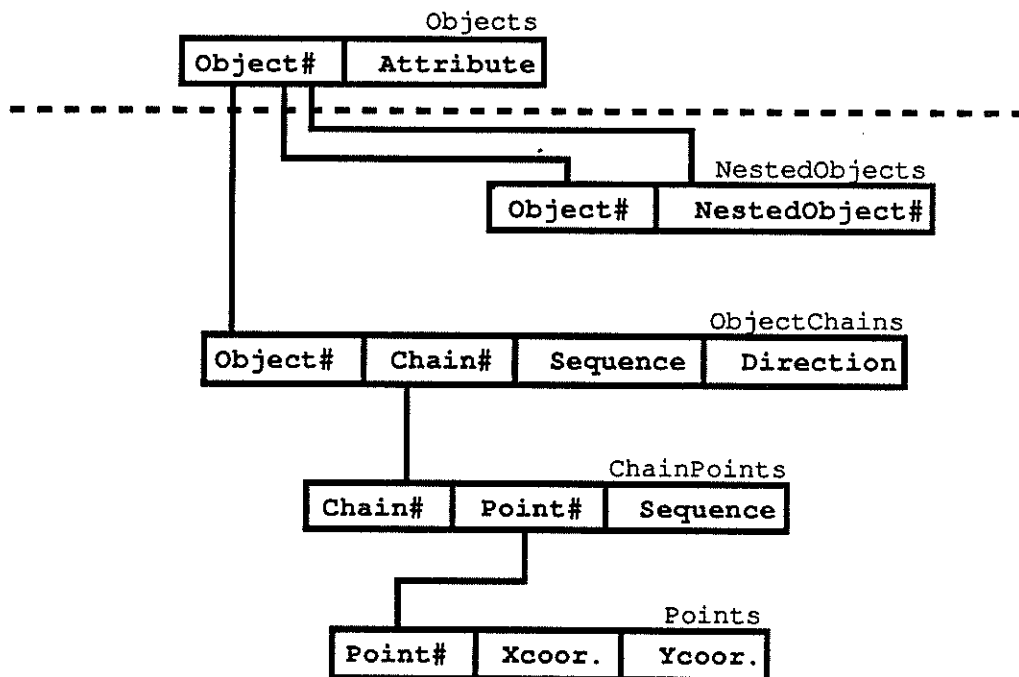 Objects
Object# Attribute
NestedObjects
Object# NestedObject#
ObjectChains
Object# Chain# Sequence Direction
ChainPoints
Chain# Point# Sequence
Points
Point# Xcoor. Ycoor.